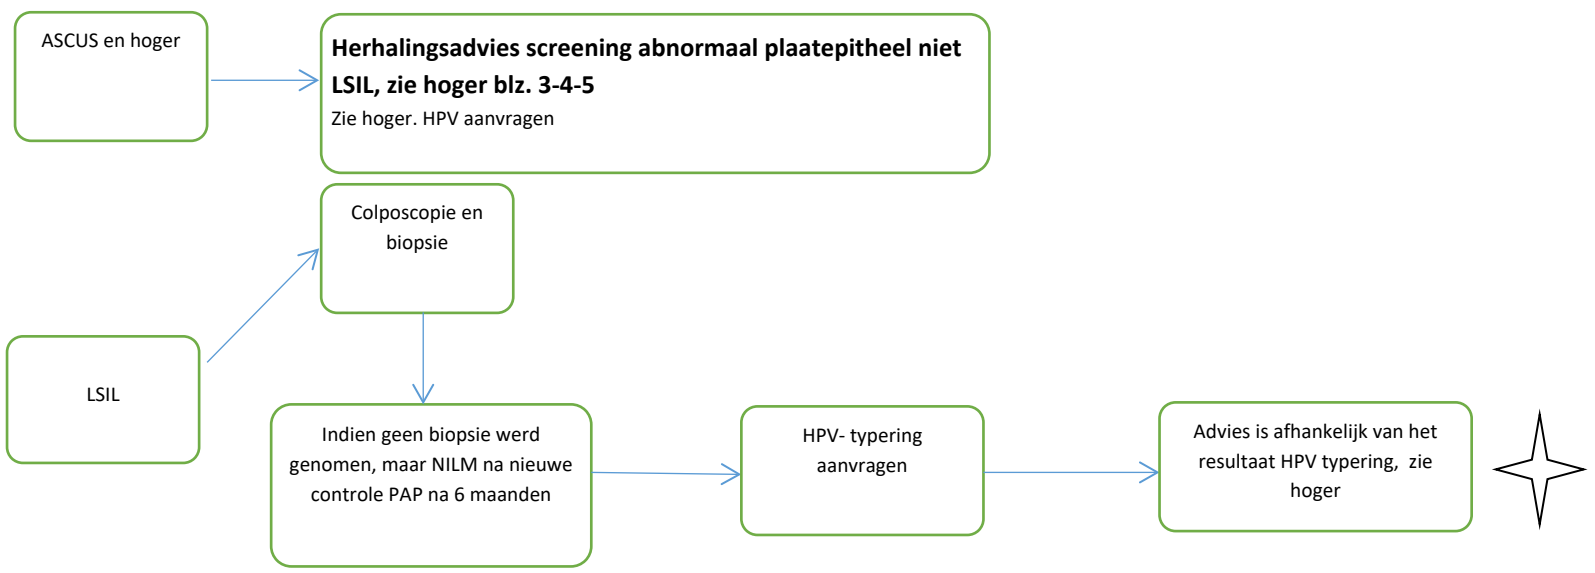 ASCUS en hoger
Herhalingsadvies screening abnormaal plaatepitheel niet
LSIL, zie hoger blz. 3-4-5
Zie hoger. HPV aanvragen
Colposcopie en
biopsie
LSIL
Indien geen biopsie werd
genomen, maar NILM na nieuwe
controle PAP na 6 maanden
HPV- typering
aanvragen
Advies is afhankelijk van het
resultaat HPV typering, zie
hoger